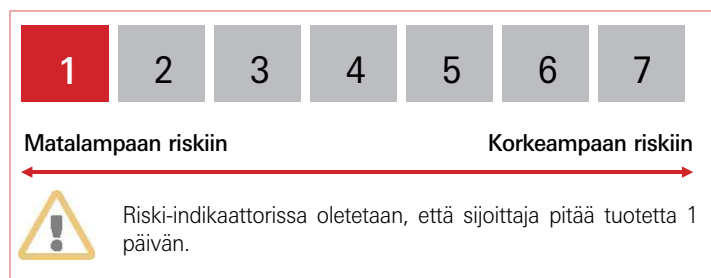 1 2 3 4 5 6 7
Matalampaan riskiin Korkeampaan riskiin
Riski-indikaattorissa oletetaan, että sijoittaja pitää tuotetta 1
päivän.